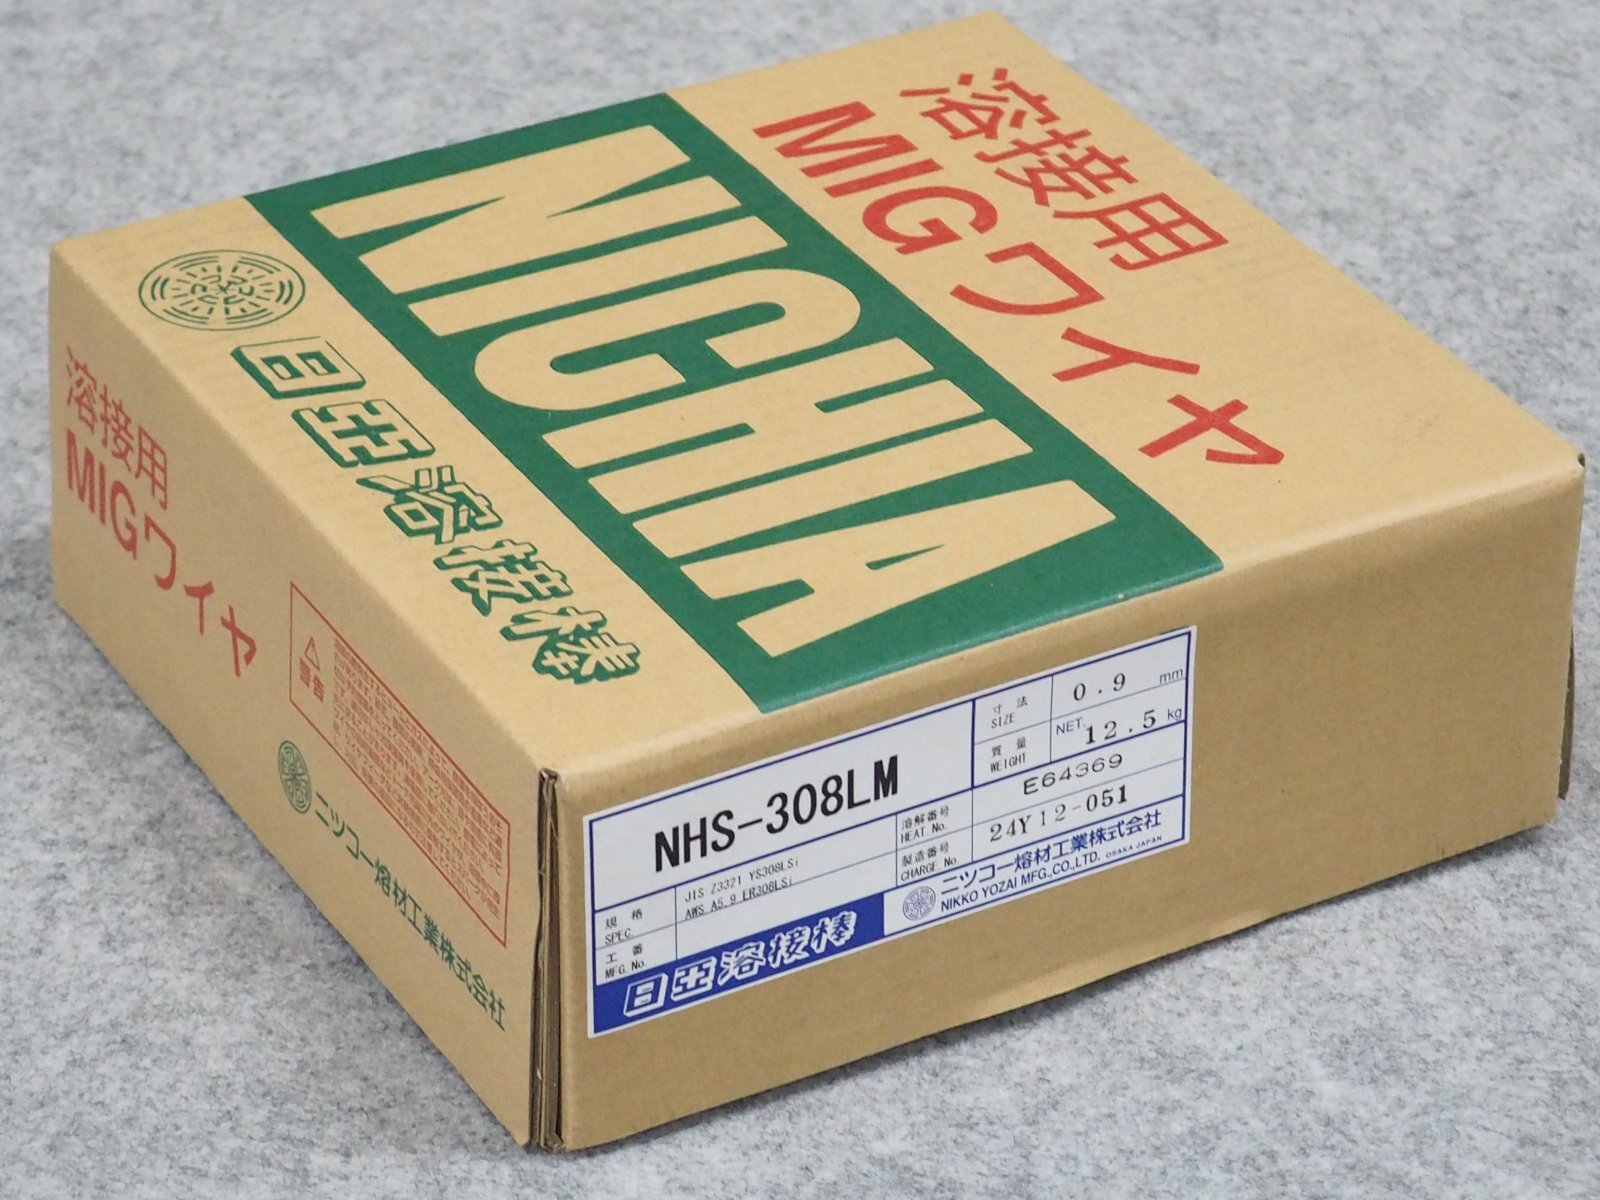 溶接用
MIGワイヤ
NICHIA
日亞溶接棒
溶接用
MIGワイヤ
警告
ニツコー熔材工業株式会社
NHS-308LM
寸法
SIZE
0.9 mm
質量
WEIGHT
NET. 12.5 kg
溶解番号
HEAT. No.
E64369
製造番号
CHARGE. No.
24Y12-051
規格
SPEC.
JIS Z3321 YS308LSi
AWS A5.9 ER308LSi
工番
MFG. No.
日亞溶接棒
ニツコー熔材工業株式会社
NIKKO YOZAI MFG.,CO.,LTD. OSAKA JAPAN